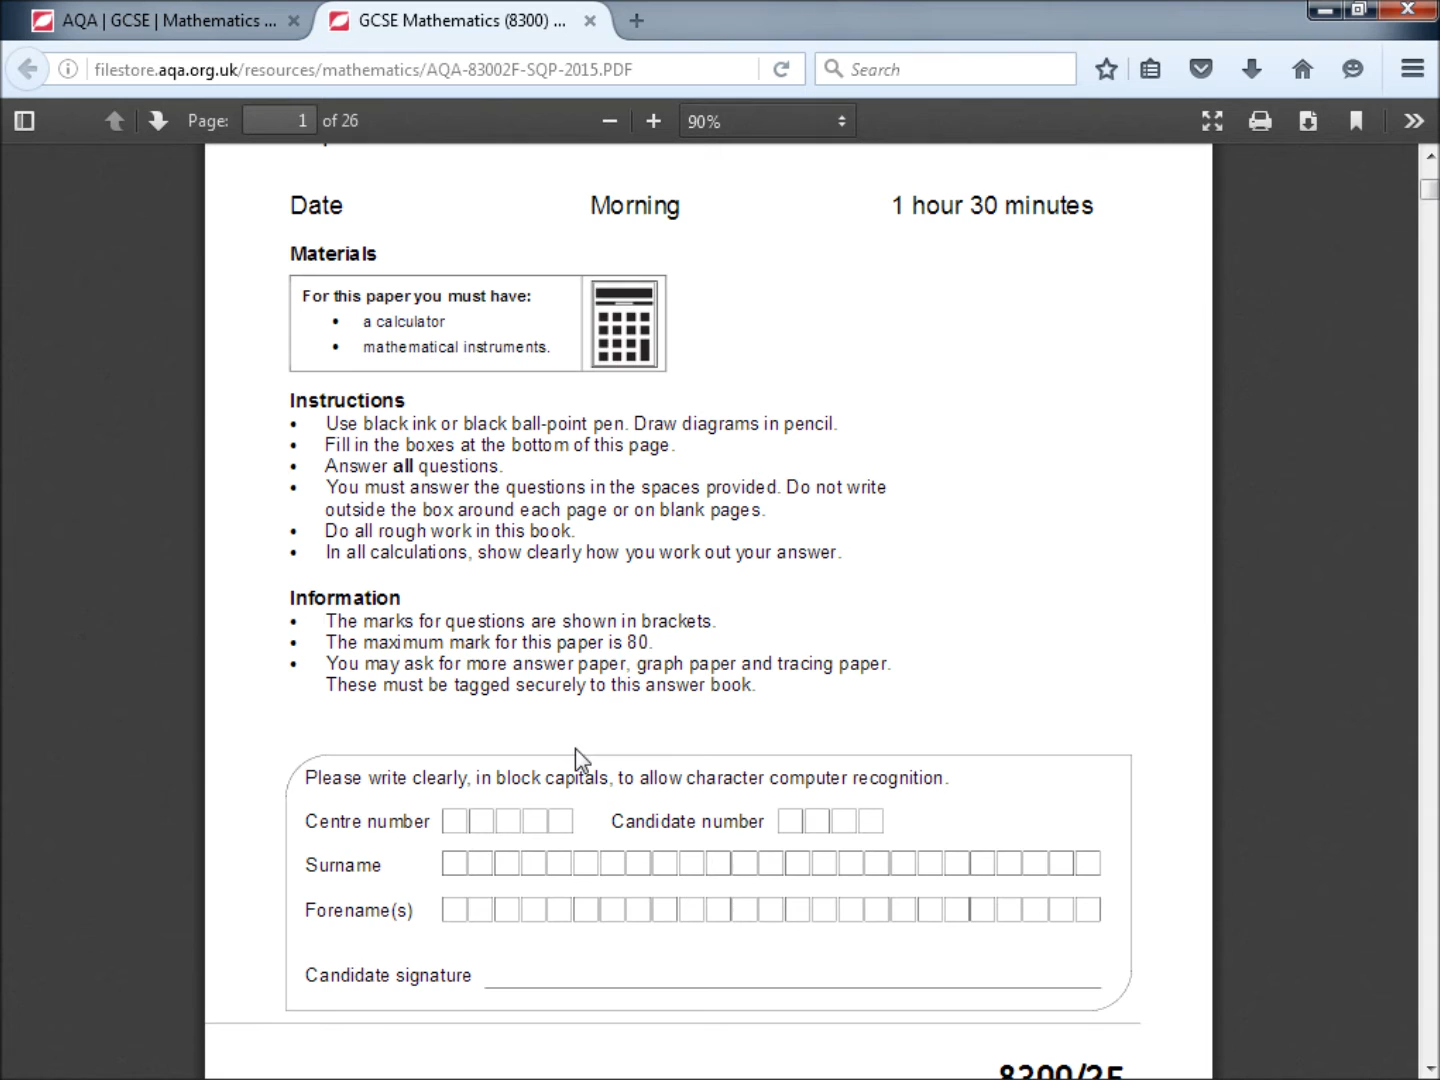 AQA | GCSE | Mathematics ...
GCSE Mathematics (8300) ...
filestore.aqa.org.uk/resources/mathematics/AQA-83002F-SQP-2015.PDF
Search
Page: 1 of 26
90%
Date Morning 1 hour 30 minutes
Materials
For this paper you must have:
• a calculator
• mathematical instruments.
Instructions
• Use black ink or black ball-point pen. Draw diagrams in pencil.
• Fill in the boxes at the bottom of this page.
• Answer all questions.
• You must answer the questions in the spaces provided. Do not write
outside the box around each page or on blank pages.
• Do all rough work in this book.
• In all calculations, show clearly how you work out your answer.
Information
• The marks for questions are shown in brackets.
• The maximum mark for this paper is 80.
• You may ask for more answer paper, graph paper and tracing paper.
These must be tagged securely to this answer book.
Please write clearly, in block capitals, to allow character computer recognition.
Centre number Candidate number
Surname
Forename(s)
Candidate signature
8300/2F